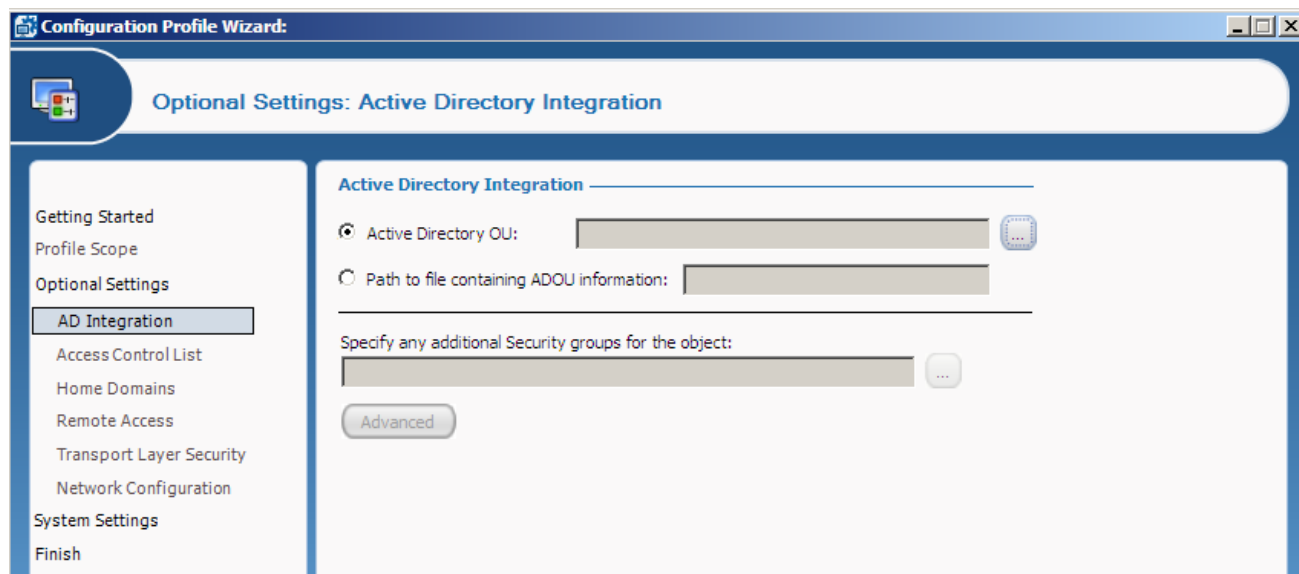 Configuration Profile Wizard:
Optional Settings: Active Directory Integration
Getting Started
Profile Scope
Optional Settings
AD Integration
Access Control List
Home Domains
Remote Access
Transport Layer Security
Network Configuration
System Settings
Finish
Active Directory Integration
Active Directory OU:
...
Path to file containing ADOU information:
Specify any additional Security groups for the object:
...
Advanced